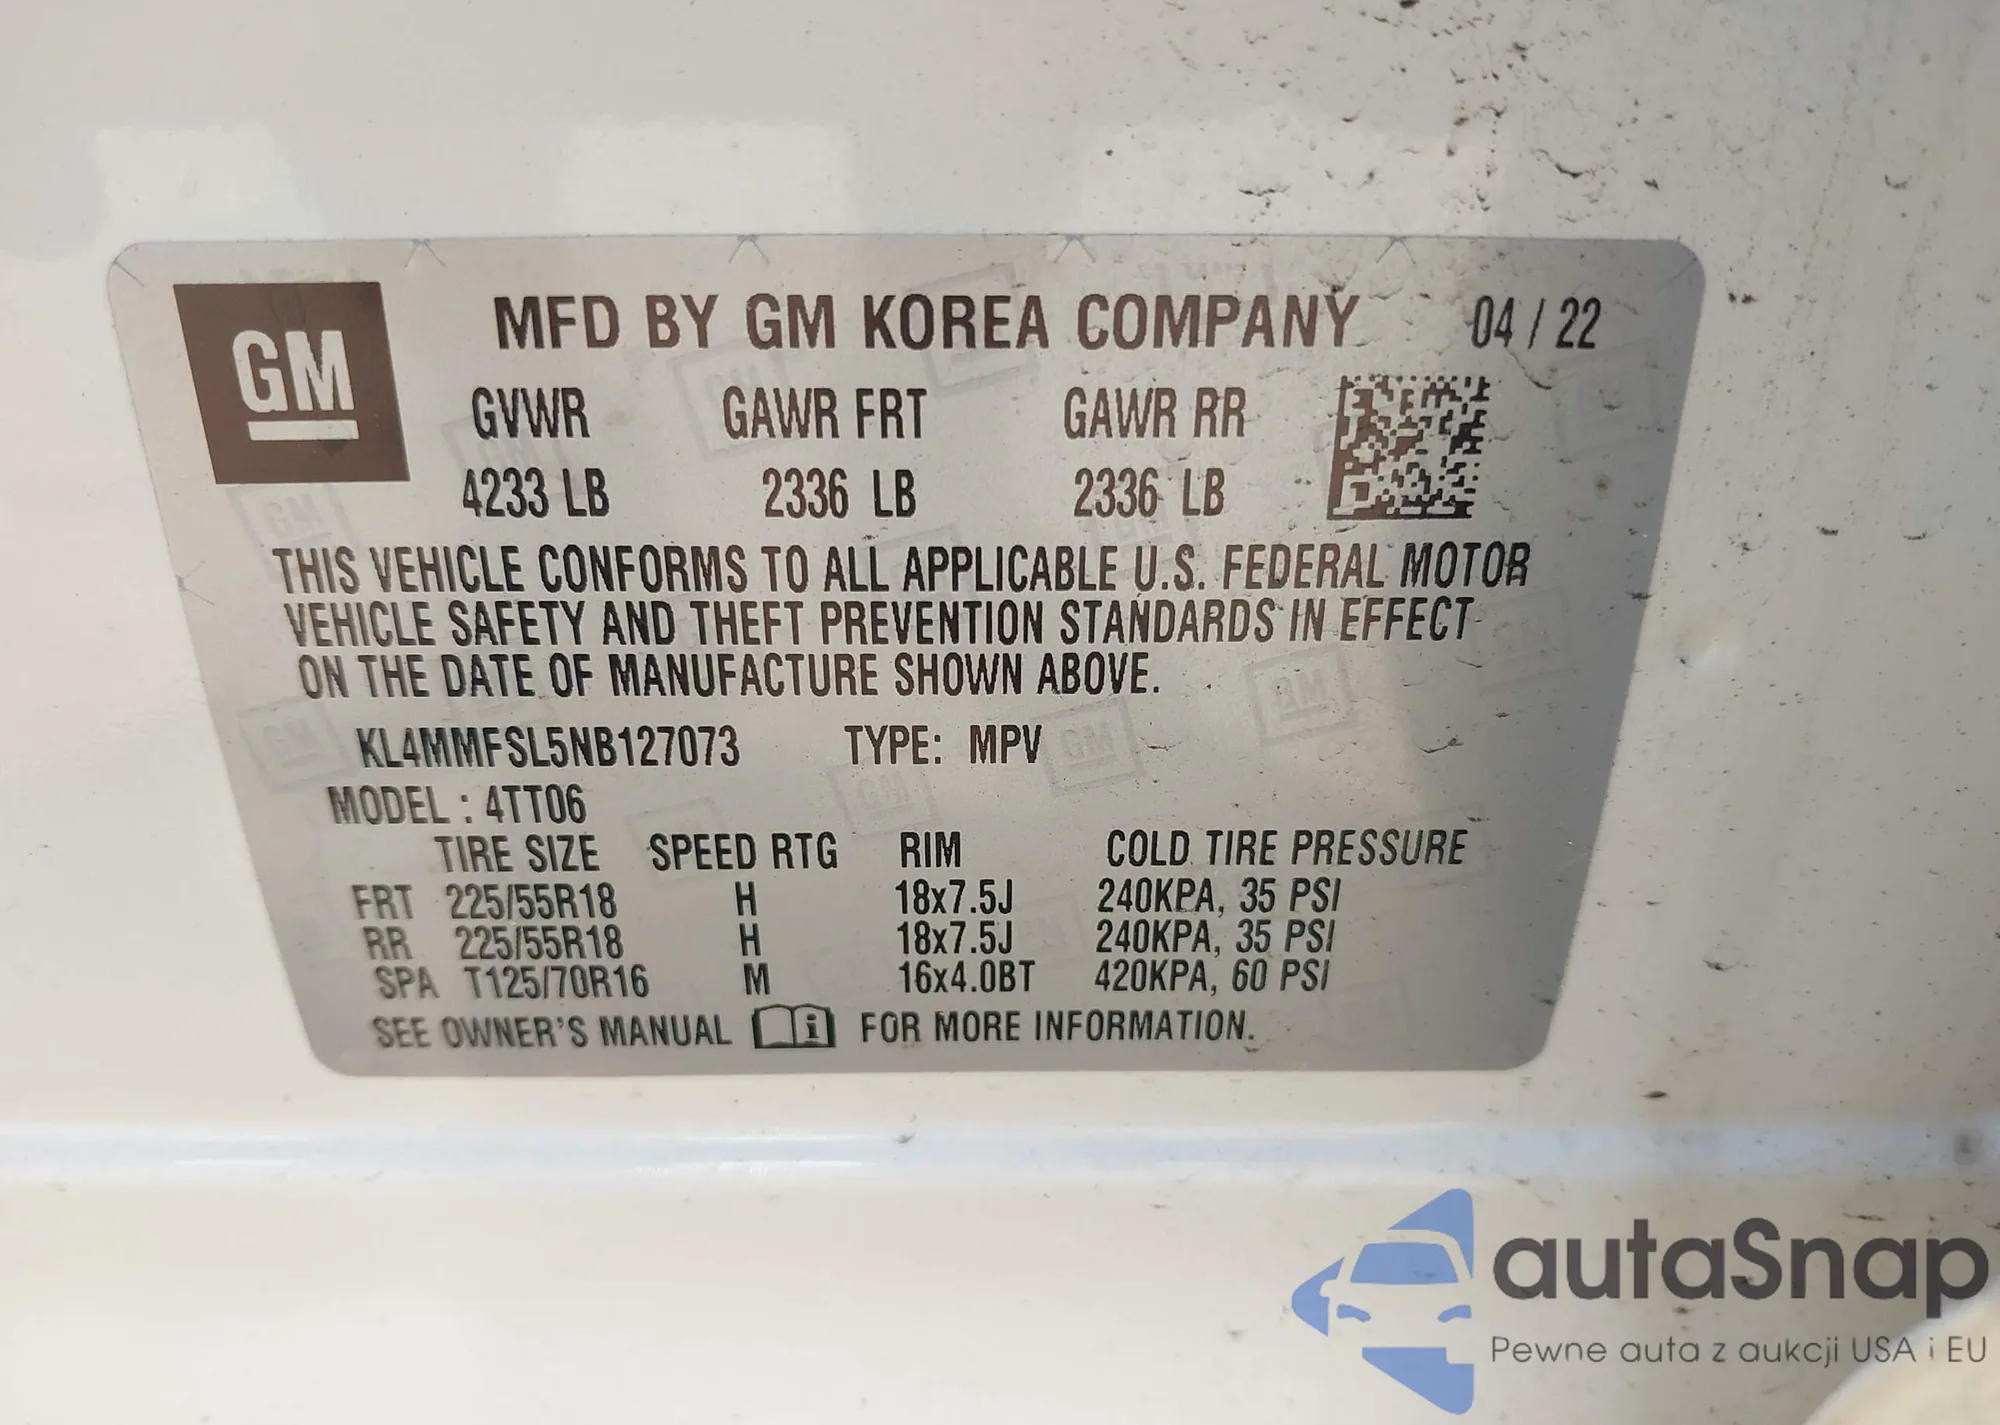 GM
MFD BY GM KOREA COMPANY 04 / 22
GVWR GAWR FRT GAWR RR
4233 LB 2336 LB 2336 LB
THIS VEHICLE CONFORMS TO ALL APPLICABLE U.S. FEDERAL MOTOR
VEHICLE SAFETY AND THEFT PREVENTION STANDARDS IN EFFECT
ON THE DATE OF MANUFACTURE SHOWN ABOVE.
KL4MMFSL5NB127073 TYPE: MPV
MODEL : 4TT06
TIRE SIZE SPEED RTG RIM COLD TIRE PRESSURE
FRT 225/55R18 H 18x7.5J 240KPA, 35 PSI
RR 225/55R18 H 18x7.5J 240KPA, 35 PSI
SPA T125/70R16 M 16x4.0BT 420KPA, 60 PSI
SEE OWNER'S MANUAL i FOR MORE INFORMATION.
autaSnap
Pewne auta z aukcji USA i EU